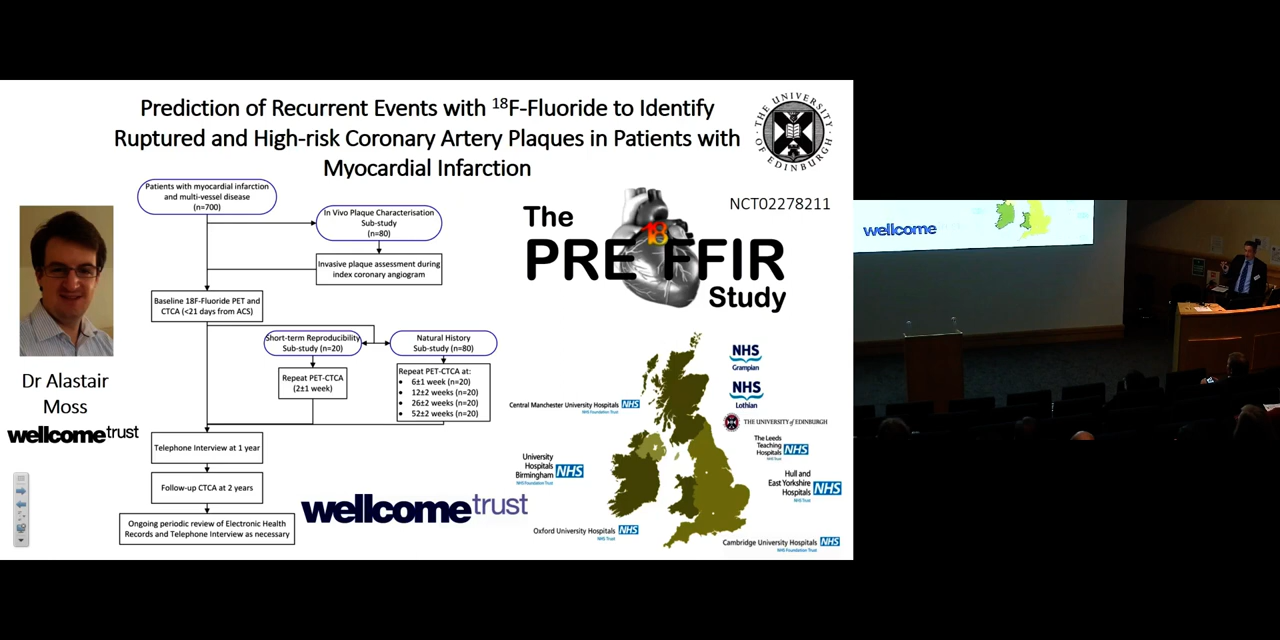 Prediction of Recurrent Events with 18F-Fluoride to Identify
Ruptured and High-risk Coronary Artery Plaques in Patients with
Myocardial Infarction
THE UNIVERSITY OF EDINBURGH
Patients with myocardial infarction
and multi-vessel disease
(n=700)
In Vivo Plaque Characterisation
Sub-study
(n=80)
Invasive plaque assessment during
index coronary angiogram
Baseline 18F-Fluoride PET and
CTCA (<21 days from ACS)
Short-term Reproducibility
Sub-study (n=20)
Natural History
Sub-study (n=80)
Repeat PET-CTCA
(2±1 week)
Repeat PET-CTCA at:
• 6±1 week (n=20)
• 12±2 weeks (n=20)
• 26±2 weeks (n=20)
• 52±2 weeks (n=20)
Telephone Interview at 1 year
Follow-up CTCA at 2 years
Ongoing periodic review of Electronic Health
Records and Telephone Interview as necessary
Dr Alastair
Moss
wellcometrust
wellcometrust
NCT02278211
The
PRE18FFIR
Study
NHS
Grampian
NHS
Lothian
THE UNIVERSITY OF EDINBURGH
Central Manchester University Hospitals NHS
NHS Foundation Trust
The Leeds
Teaching
Hospitals NHS
NHS Trust
University
Hospitals
Birmingham NHS
NHS Foundation Trust
Hull and
East Yorkshire
Hospitals NHS
NHS Trust
Oxford University Hospitals NHS
NHS Trust
Cambridge University Hospitals NHS
NHS Foundation Trust
wellcome